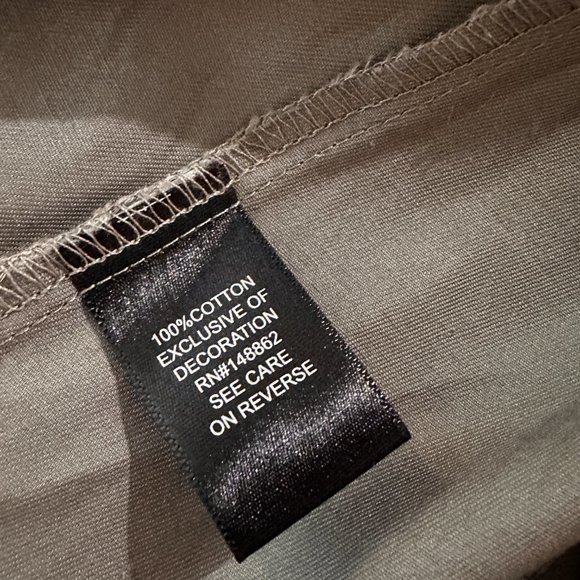 100%COTTON
EXCLUSIVE OF
DECORATION
RN#148862
SEE CARE
ON REVERSE